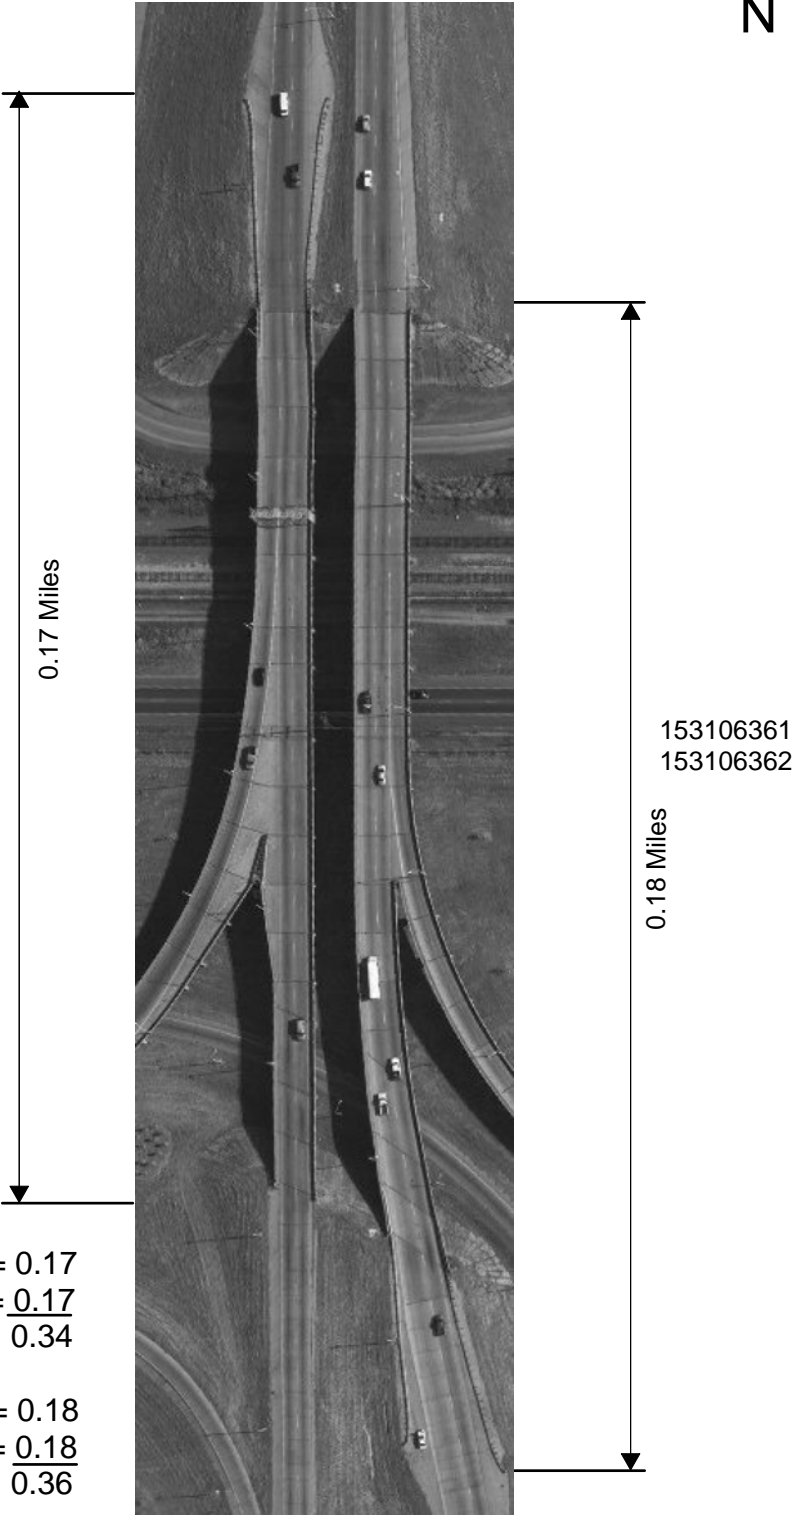 N
0.17 Miles
153106361
153106362
0.18 Miles
= 0.17
= 0.17
0.34
= 0.18
= 0.18
0.36